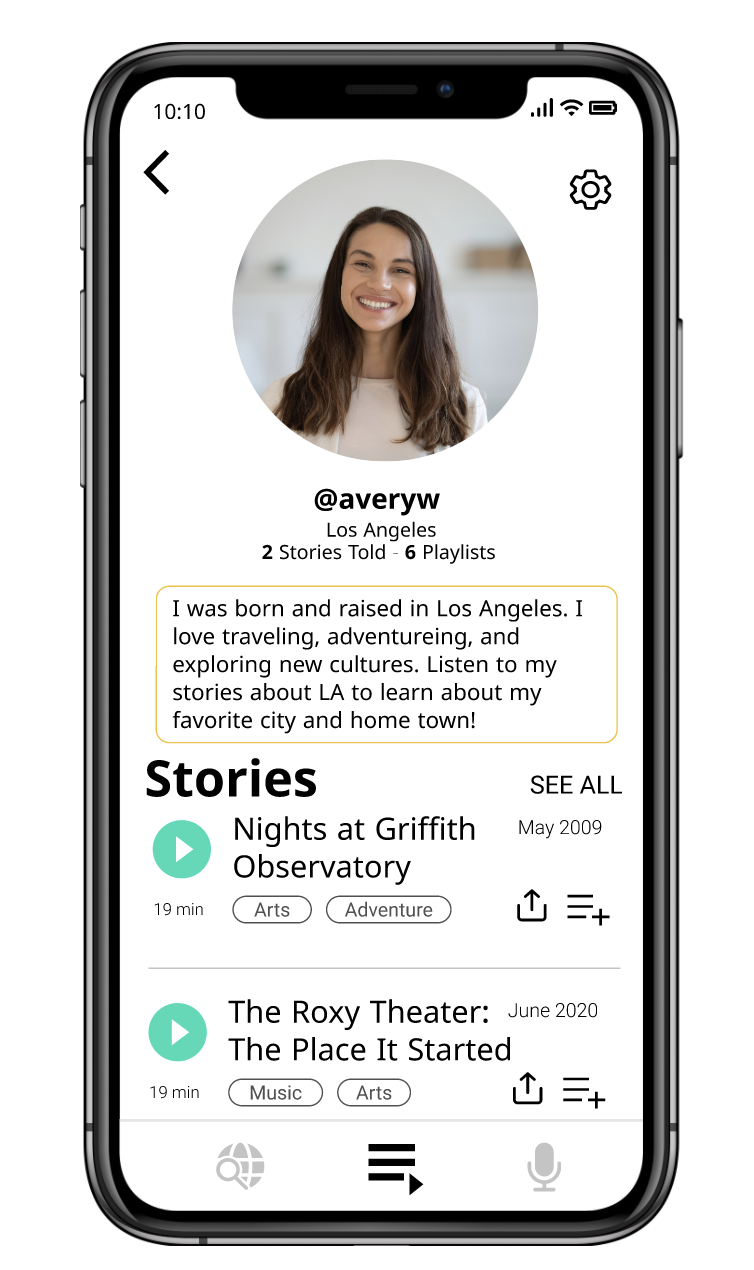 10:10
@averyw
Los Angeles
2 Stories Told - 6 Playlists
I was born and raised in Los Angeles. I
love traveling, adventureing, and
exploring new cultures. Listen to my
stories about LA to learn about my
favorite city and home town!
Stories
SEE ALL
Nights at Griffith
Observatory
May 2009
19 min
Arts
Adventure
The Roxy Theater:
The Place It Started
June 2020
19 min
Music
Arts